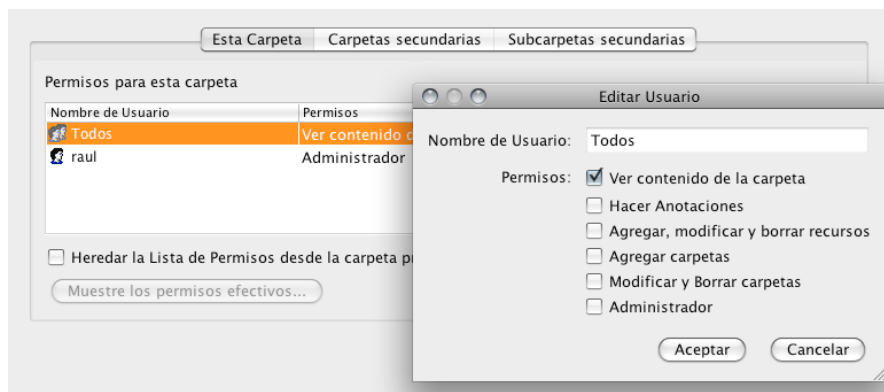 Esta Carpeta Carpetas secundarias Subcarpetas secundarias
Permisos para esta carpeta
Nombre de Usuario Permisos
Todos Ver contenido
raul Administrador
Heredar la Lista de Permisos desde la carpeta
Muestre los permisos efectivos...
Editar Usuario
Nombre de Usuario: Todos
Permisos: Ver contenido de la carpeta
Hacer Anotaciones
Agregar, modificar y borrar recursos
Agregar carpetas
Modificar y Borrar carpetas
Administrador
Aceptar Cancelar